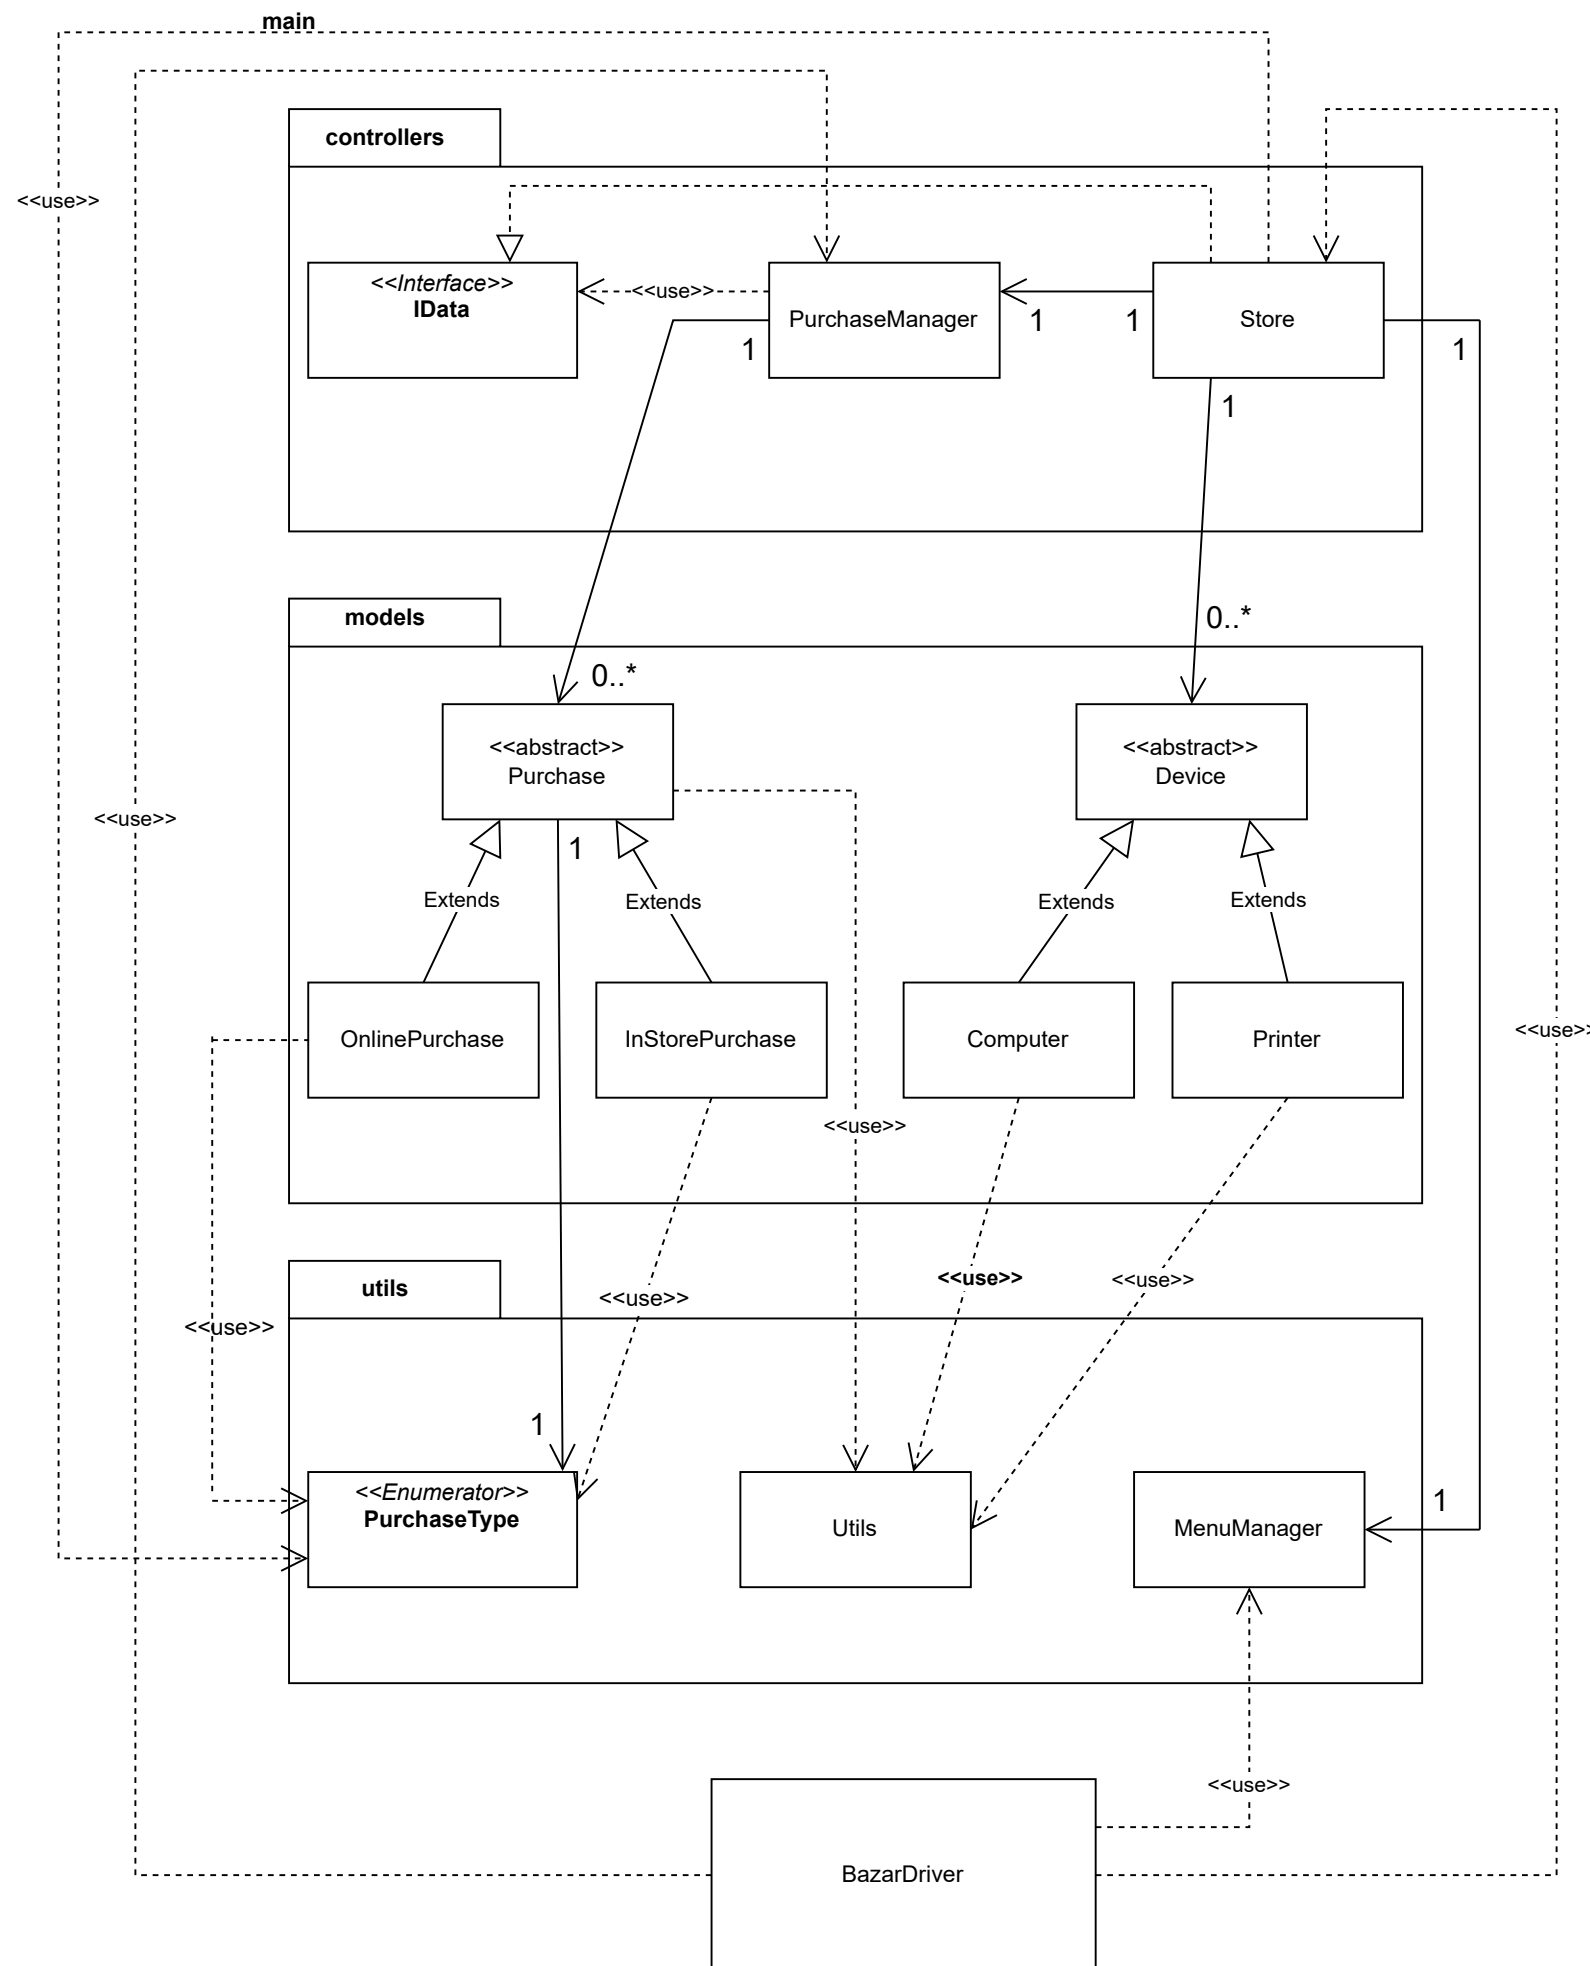 main
controllers
<<use>>
<<Interface>>
IData
<<use>>
PurchaseManager
Store
1
1
1
1
1
models
0..*
0..*
<<abstract>>
Purchase
<<abstract>>
Device
<<use>>
1
Extends
Extends
Extends
Extends
OnlinePurchase
InStorePurchase
Computer
Printer
<<use>>
<<use>>
utils
<<use>>
<<use>>
<<use>>
<<use>>
1
1
<<Enumerator>>
PurchaseType
Utils
MenuManager
<<use>>
BazarDriver